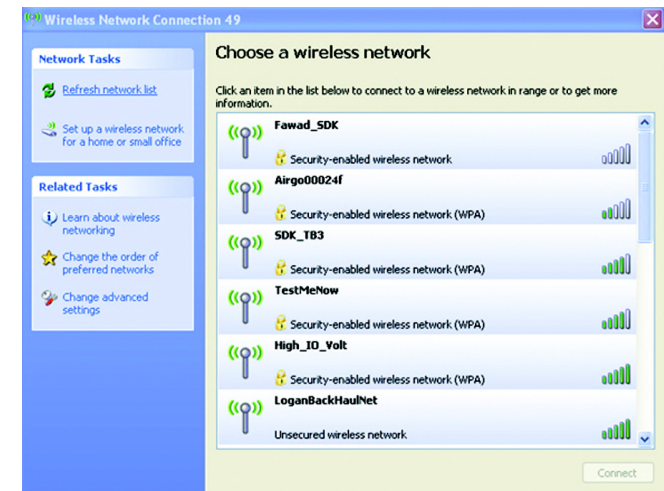 Wireless Network Connection 49
Network Tasks
Refresh network list
Set up a wireless network
for a home or small office
Related Tasks
Learn about wireless
networking
Change the order of
preferred networks
Change advanced
settings
Choose a wireless network
Click an item in the list below to connect to a wireless network in range or to get more
information.
Fawad_SDK
Security-enabled wireless network
Airgo00024f
Security-enabled wireless network (WPA)
SDK_TB3
Security-enabled wireless network (WPA)
TestMeNow
Security-enabled wireless network (WPA)
High_IO_Volt
Security-enabled wireless network (WPA)
LoganBackHaulNet
Unsecured wireless network
Connect